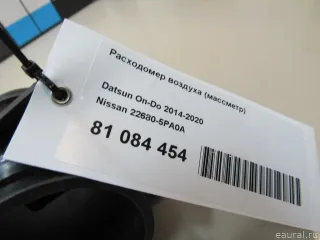 Расходомер воздуха (массметр)
Datsun On-Do 2014-2020
Nissan 22680-5PA0A
81 084 454
eaural.ru